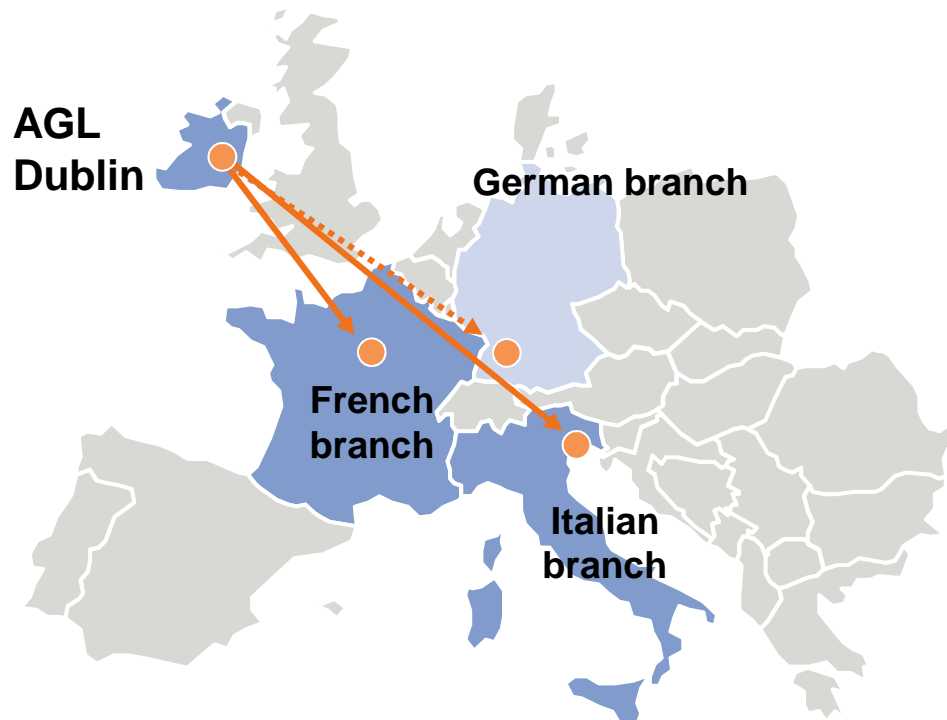 AGL
Dublin
German branch
French
branch
Italian
branch